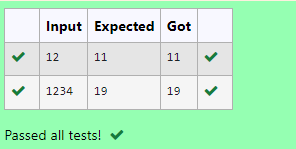 Input Expected Got
12 11 11
1234 19 19
Passed all tests!